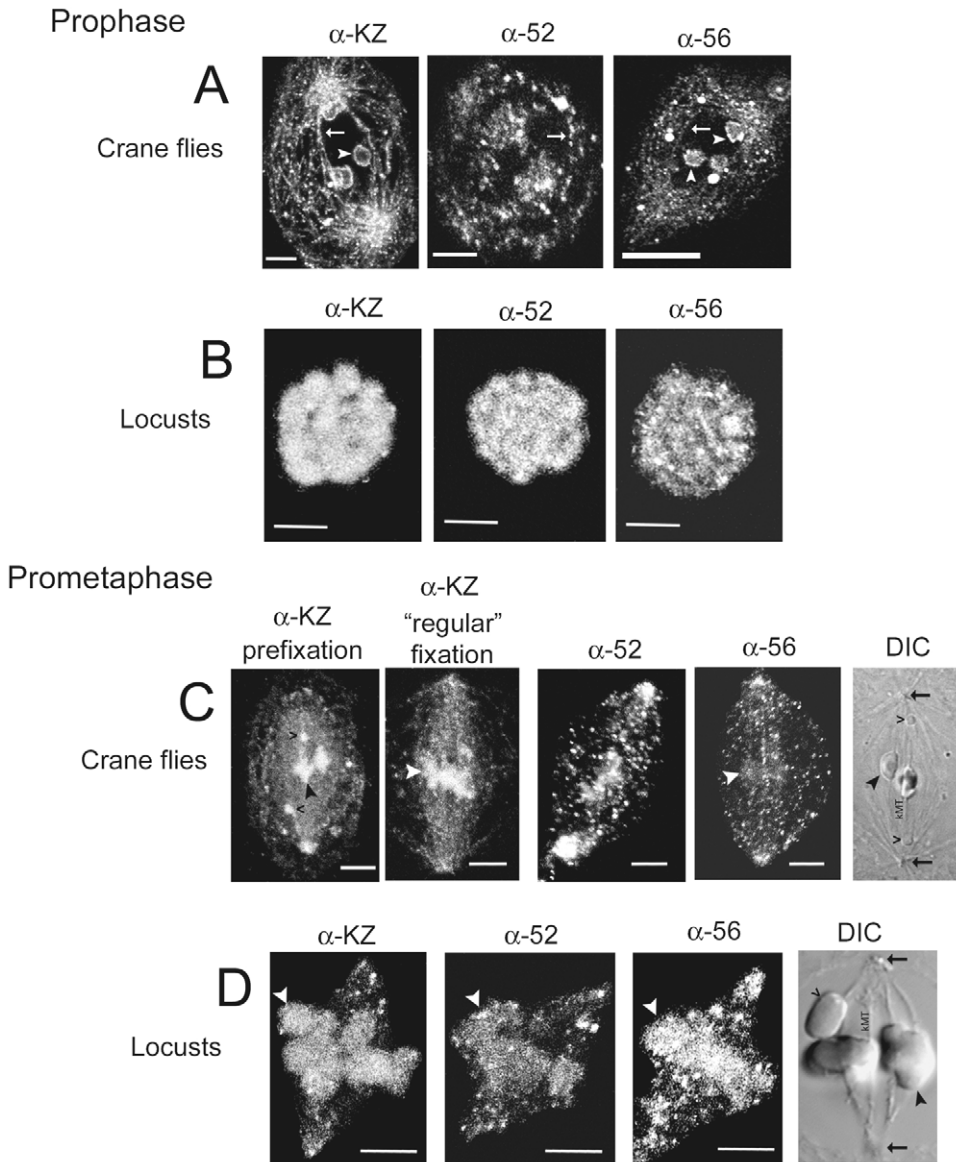 Prophase
α-KZ α-52 α-56
A
Crane flies
α-KZ α-52 α-56
B
Locusts
Prometaphase
α-KZ prefixation
α-KZ “regular” fixation
α-52 α-56 DIC
C
Crane flies
kMT
α-KZ α-52 α-56 DIC
D
Locusts
kMT